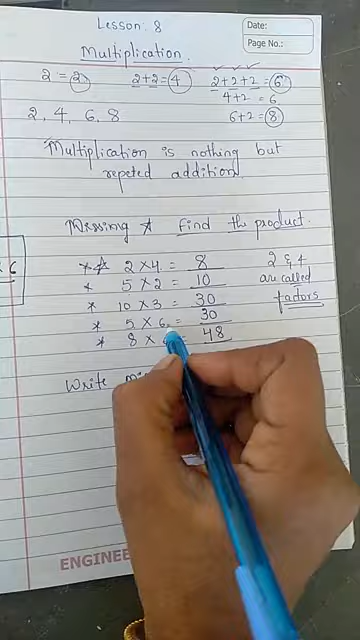 Lesson: 8
Date:
Page No.:
Multiplication.
2 = 2 2+2=4 2+2+2=6
4+2 = 6
2, 4, 6, 8 6+2=8
Multiplication is nothing but
repeted addition.
Missing * Find the product.
* 2 × 4 = 8
* 5 × 2 = 10
* 10 × 3 = 30
* 5 × 6 = 30
* 8 × = 48
2 & 4
are called
factors
6
Write
ENGINEE